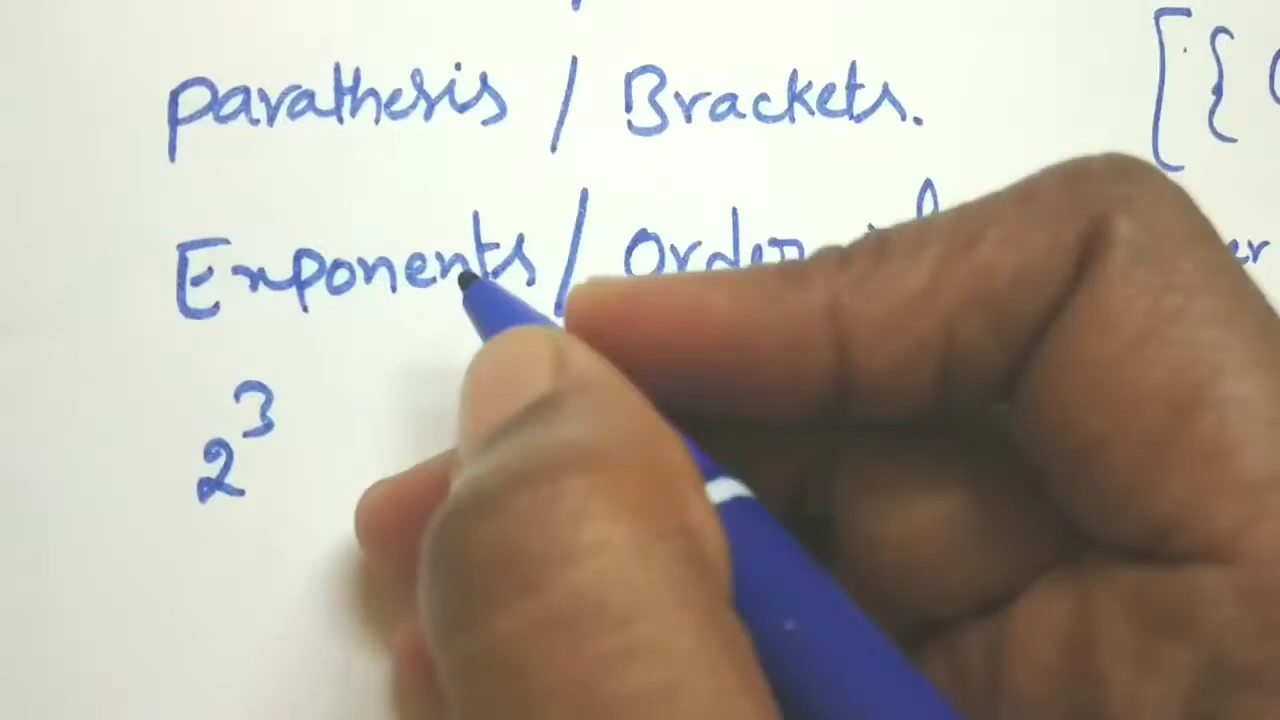 Parathesis / Brackets. [ { (
Exponents / Order
2³